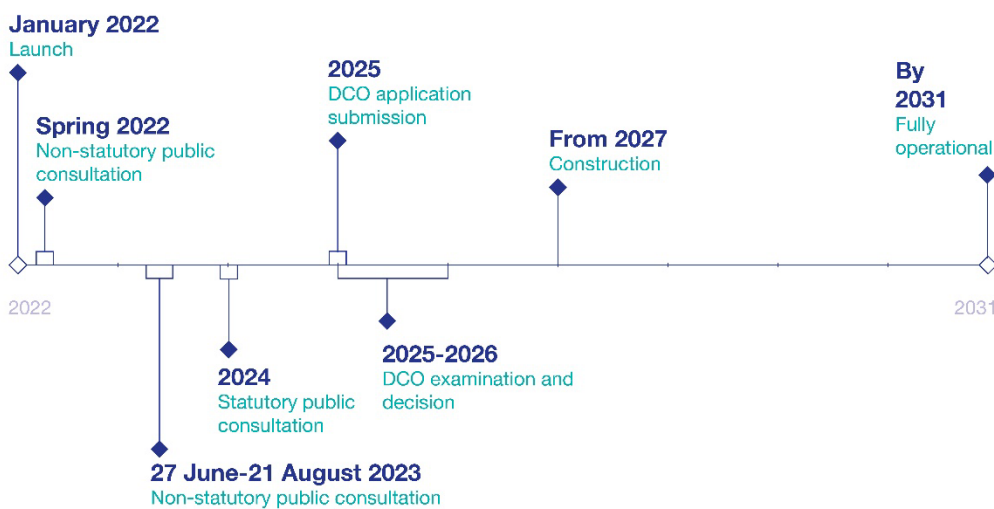 January 2022
Launch
Spring 2022
Non-statutory public
consultation
2025
DCO application
submission
From 2027
Construction
By
2031
Fully
operational
2022
2031
2024
Statutory public
consultation
2025-2026
DCO examination and
decision
27 June-21 August 2023
Non-statutory public consultation